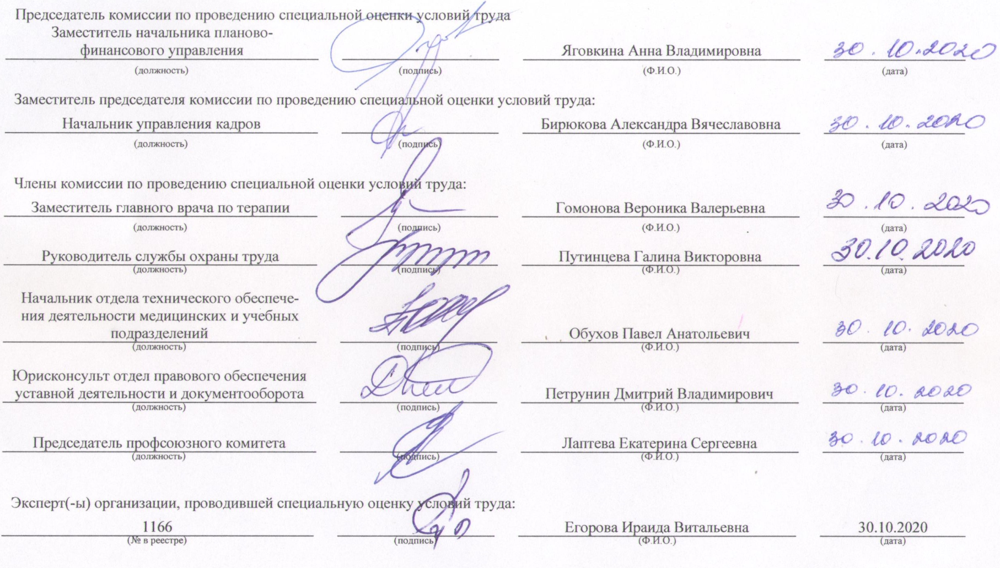 Председатель комиссии по проведению специальной оценки условий труда
Заместитель начальника планово-
финансового управления Яговкина Анна Владимировна 30.10.2020
(должность) (подпись) (Ф.И.О.) (дата)
Заместитель председателя комиссии по проведению специальной оценки условий труда:
Начальник управления кадров Бирюкова Александра Вячеславовна 30.10.2020
(должность) (подпись) (Ф.И.О.) (дата)
Члены комиссии по проведению специальной оценки условий труда:
Заместитель главного врача по терапии Гомонова Вероника Валерьевна 30.10.2020
(должность) (подпись) (Ф.И.О.) (дата)
Руководитель службы охраны труда Путинцева Галина Викторовна 30.10.2020
(должность) (подпись) (Ф.И.О.) (дата)
Начальник отдела технического обеспече-
ния деятельности медицинских и учебных
подразделений Обухов Павел Анатольевич 30.10.2020
(должность) (подпись) (Ф.И.О.) (дата)
Юрисконсульт отдел правового обеспечения
уставной деятельности и документооборота Петрунин Дмитрий Владимирович 30.10.2020
(должность) (подпись) (Ф.И.О.) (дата)
Председатель профсоюзного комитета Лаптева Екатерина Сергеевна 30.10.2020
(должность) (подпись) (Ф.И.О.) (дата)
Эксперт(-ы) организации, проводившей специальную оценку условий труда:
1166 Егорова Ираида Витальевна 30.10.2020
(№ в реестре) (подпись) (Ф.И.О.) (дата)